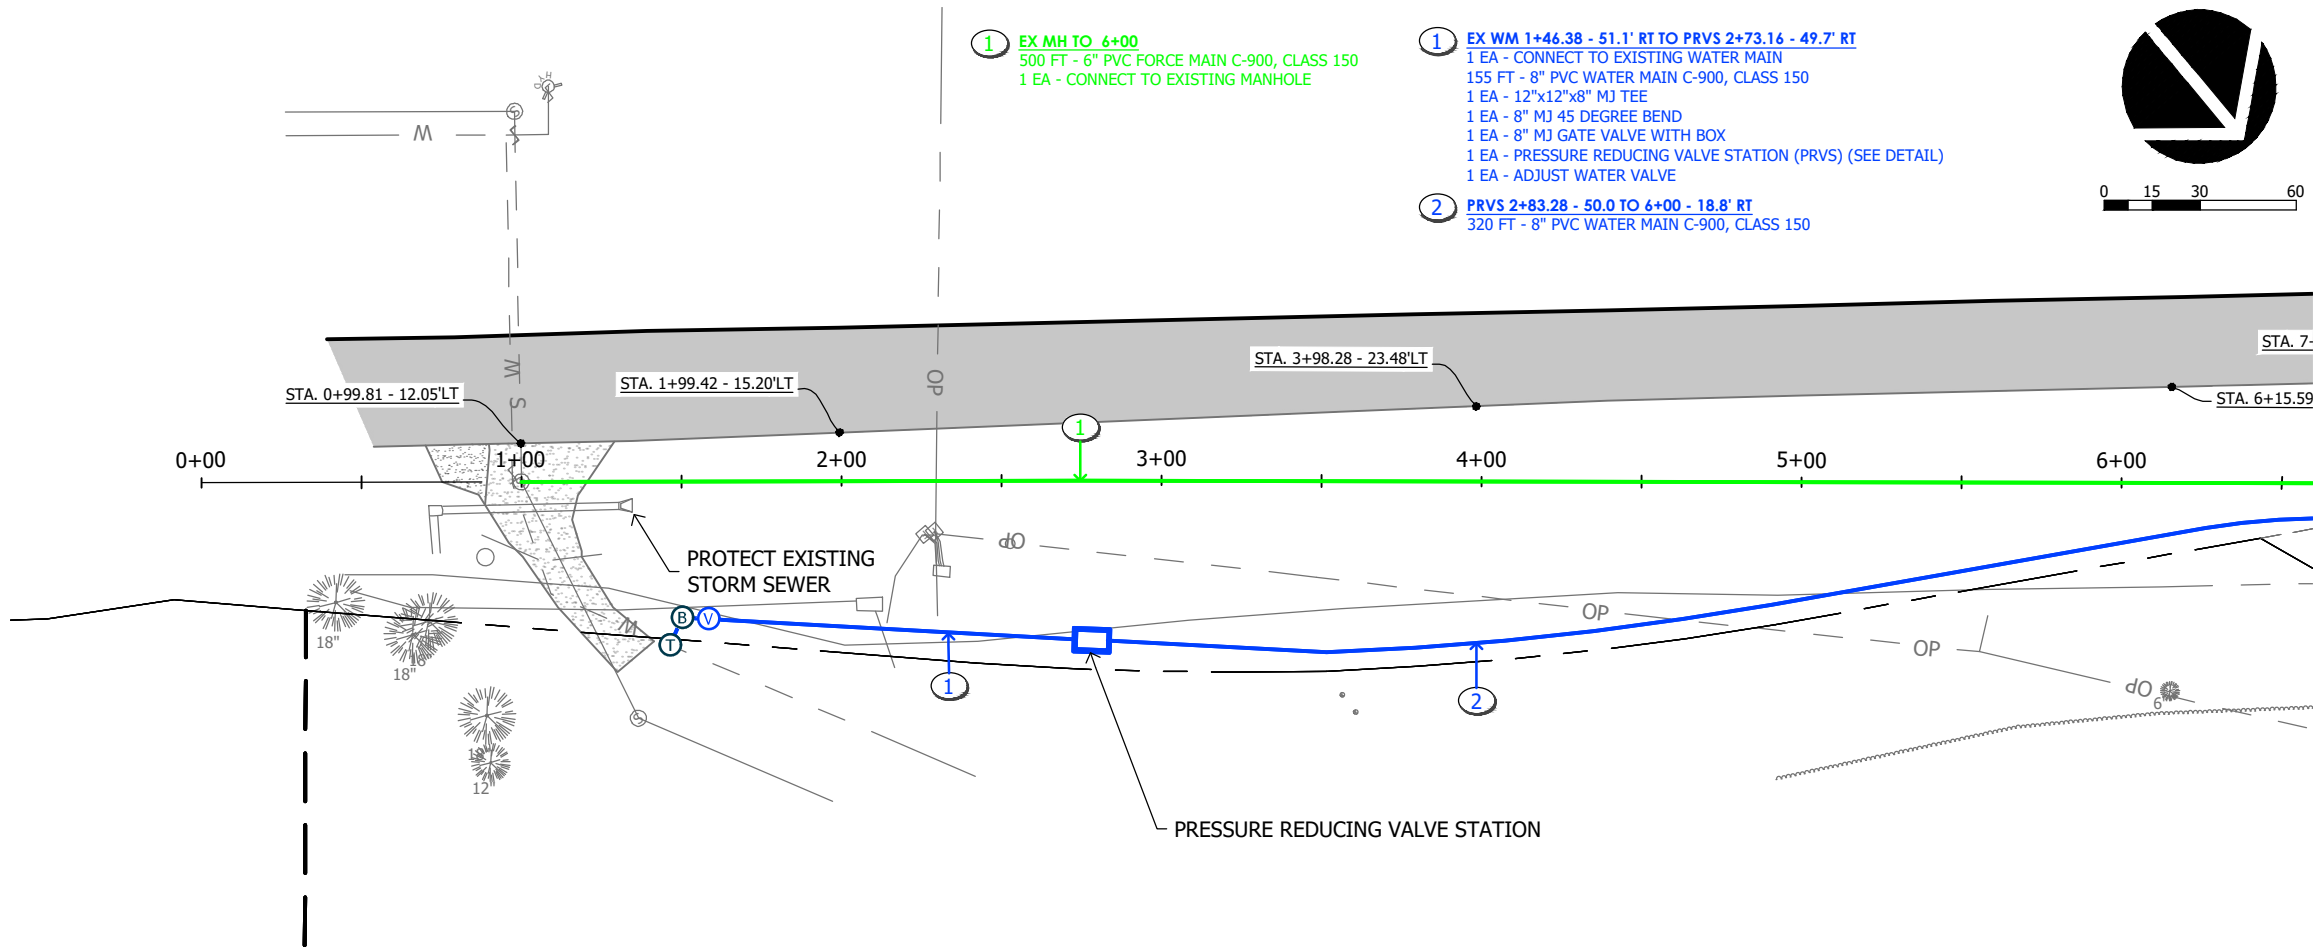 1 EX MH TO 6+00
500 FT - 6" PVC FORCE MAIN C-900, CLASS 150
1 EA - CONNECT TO EXISTING MANHOLE
1 EX WM 1+46.38 - 51.1' RT TO PRVS 2+73.16 - 49.7' RT
1 EA - CONNECT TO EXISTING WATER MAIN
155 FT - 8" PVC WATER MAIN C-900, CLASS 150
1 EA - 12"x12"x8" MJ TEE
1 EA - 8" MJ 45 DEGREE BEND
1 EA - 8" MJ GATE VALVE WITH BOX
1 EA - PRESSURE REDUCING VALVE STATION (PRVS) (SEE DETAIL)
1 EA - ADJUST WATER VALVE
2 PRVS 2+83.28 - 50.0 TO 6+00 - 18.8' RT
320 FT - 8" PVC WATER MAIN C-900, CLASS 150
0 15 30 60
HYD
S
W
W
S
OP
STA. 0+99.81 - 12.05'LT
STA. 1+99.42 - 15.20'LT
STA. 3+98.28 - 23.48'LT
STA. 7-
STA. 6+15.59
1
0+00
1+00
2+00
3+00
4+00
5+00
6+00
PROTECT EXISTING
STORM SEWER
OP
OP
OP
OP
W
B
V
T
18"
18"
18"
1
2
S
6"
18"
12"
PRESSURE REDUCING VALVE STATION